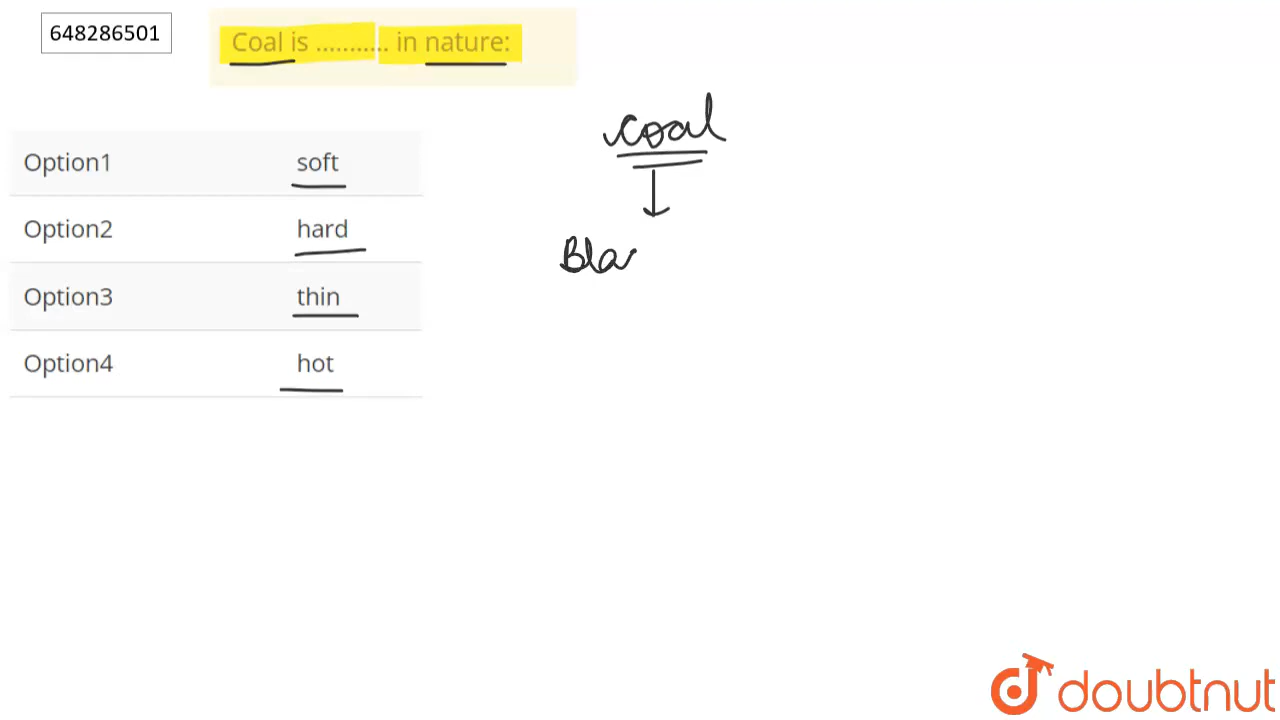 648286501
Coal is ........... in nature:
coal
Option1 soft
Option2 hard
Bla
Option3 thin
Option4 hot
doubtnut